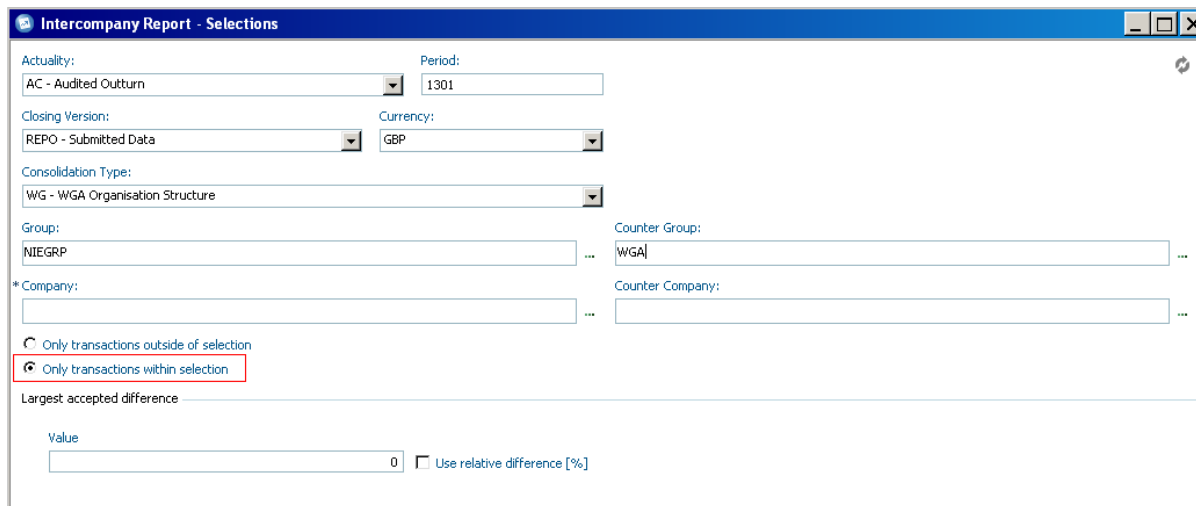 Intercompany Report - Selections
Actuality: Period:
AC - Audited Outturn 1301
Closing Version: Currency:
REPO - Submitted Data GBP
Consolidation Type:
WG - WGA Organisation Structure
Group: Counter Group:
NIEGRP ... WGA ...
* Company: Counter Company:
... ...
Only transactions outside of selection
Only transactions within selection
Largest accepted difference
Value
0 Use relative difference [%]